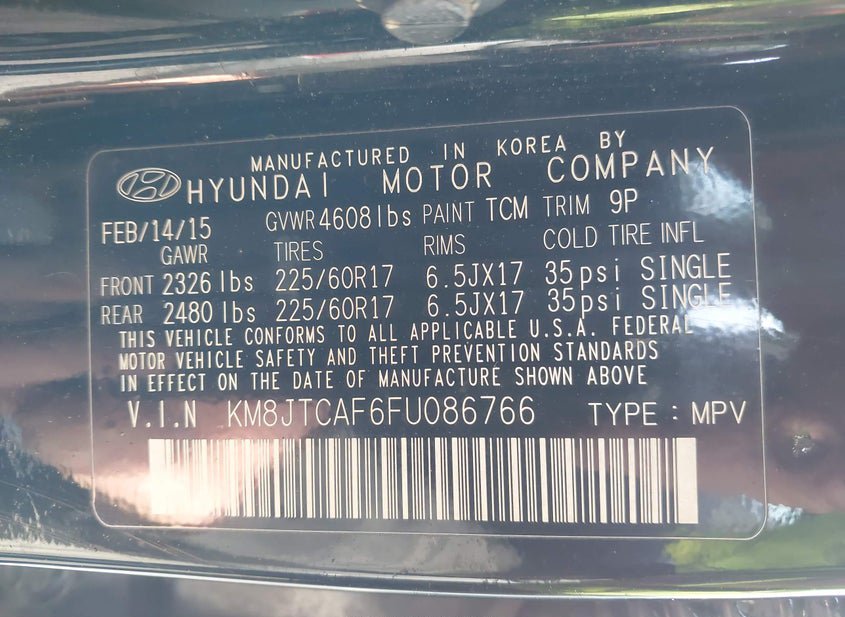 MANUFACTURED IN KOREA BY
HYUNDAI MOTOR COMPANY
FEB/14/15 GVWR 4608lbs PAINT TCM TRIM 9P
GAWR TIRES RIMS COLD TIRE INFL
FRONT 2326 lbs 225/60R17 6.5JX17 35psi SINGLE
REAR 2480 lbs 225/60R17 6.5JX17 35psi SINGLE
THIS VEHICLE CONFORMS TO ALL APPLICABLE U.S.A. FEDERAL
MOTOR VEHICLE SAFETY AND THEFT PREVENTION STANDARDS
IN EFFECT ON THE DATE OF MANUFACTURE SHOWN ABOVE
V.I.N KM8JTCAF6FU086766 TYPE : MPV